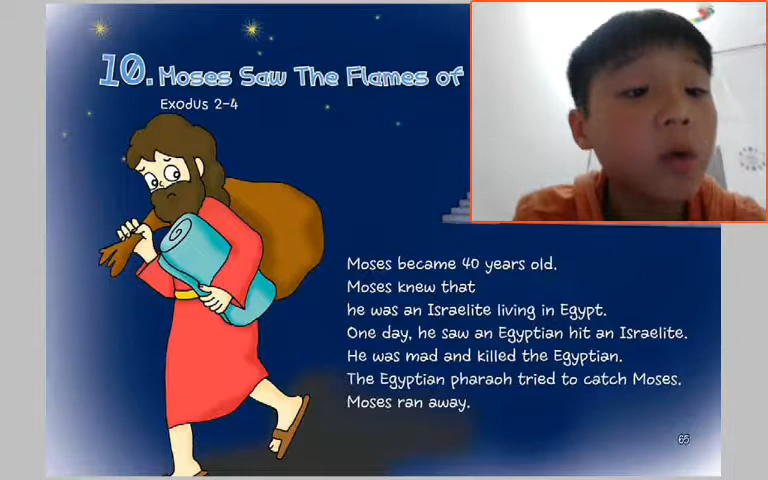 10. Moses Saw The Flames of
Exodus 2-4
Moses became 40 years old.
Moses knew that
he was an Israelite living in Egypt.
One day, he saw an Egyptian hit an Israelite.
He was mad and killed the Egyptian.
The Egyptian pharaoh tried to catch Moses.
Moses ran away.
65